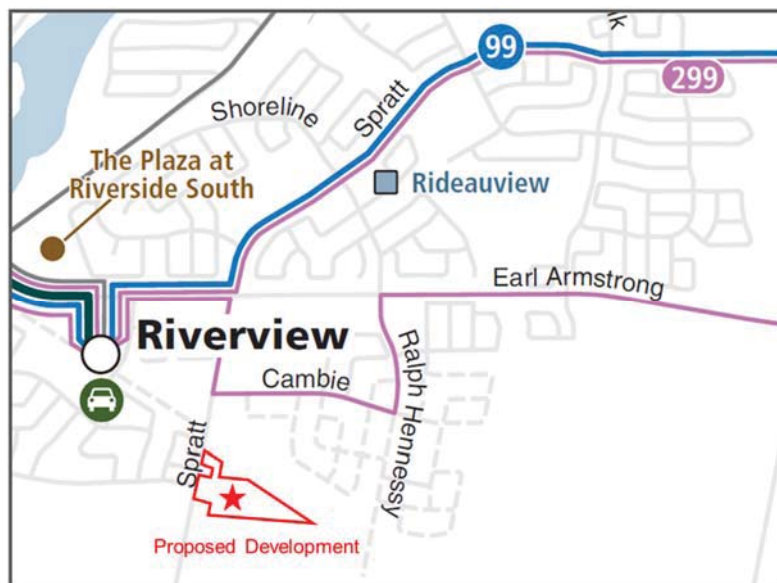 99
299
Spratt
Shoreline
The Plaza at
Riverside South
Rideauview
Earl Armstrong
Riverview
Cambie
Ralph Hennessy
Spratt
Proposed Development